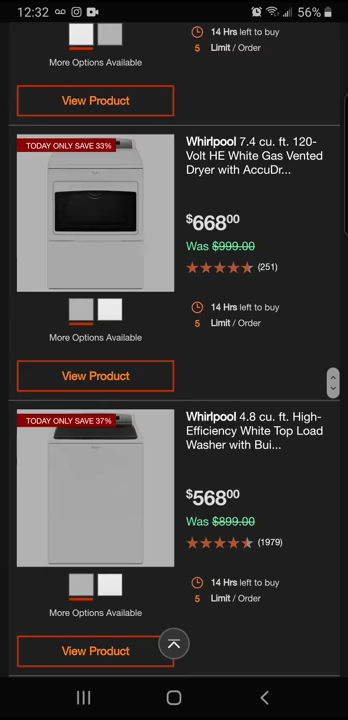 12:32
56%
14 Hrs left to buy
5 Limit / Order
More Options Available
View Product
TODAY ONLY SAVE 33%
Whirlpool 7.4 cu. ft. 120-
Volt HE White Gas Vented
Dryer with AccuDr...
$66800
Was $999.00
(251)
14 Hrs left to buy
5 Limit / Order
More Options Available
View Product
TODAY ONLY SAVE 37%
Whirlpool 4.8 cu. ft. High-
Efficiency White Top Load
Washer with Bui...
$56800
Was $899.00
(1979)
14 Hrs left to buy
5 Limit / Order
More Options Available
View Product